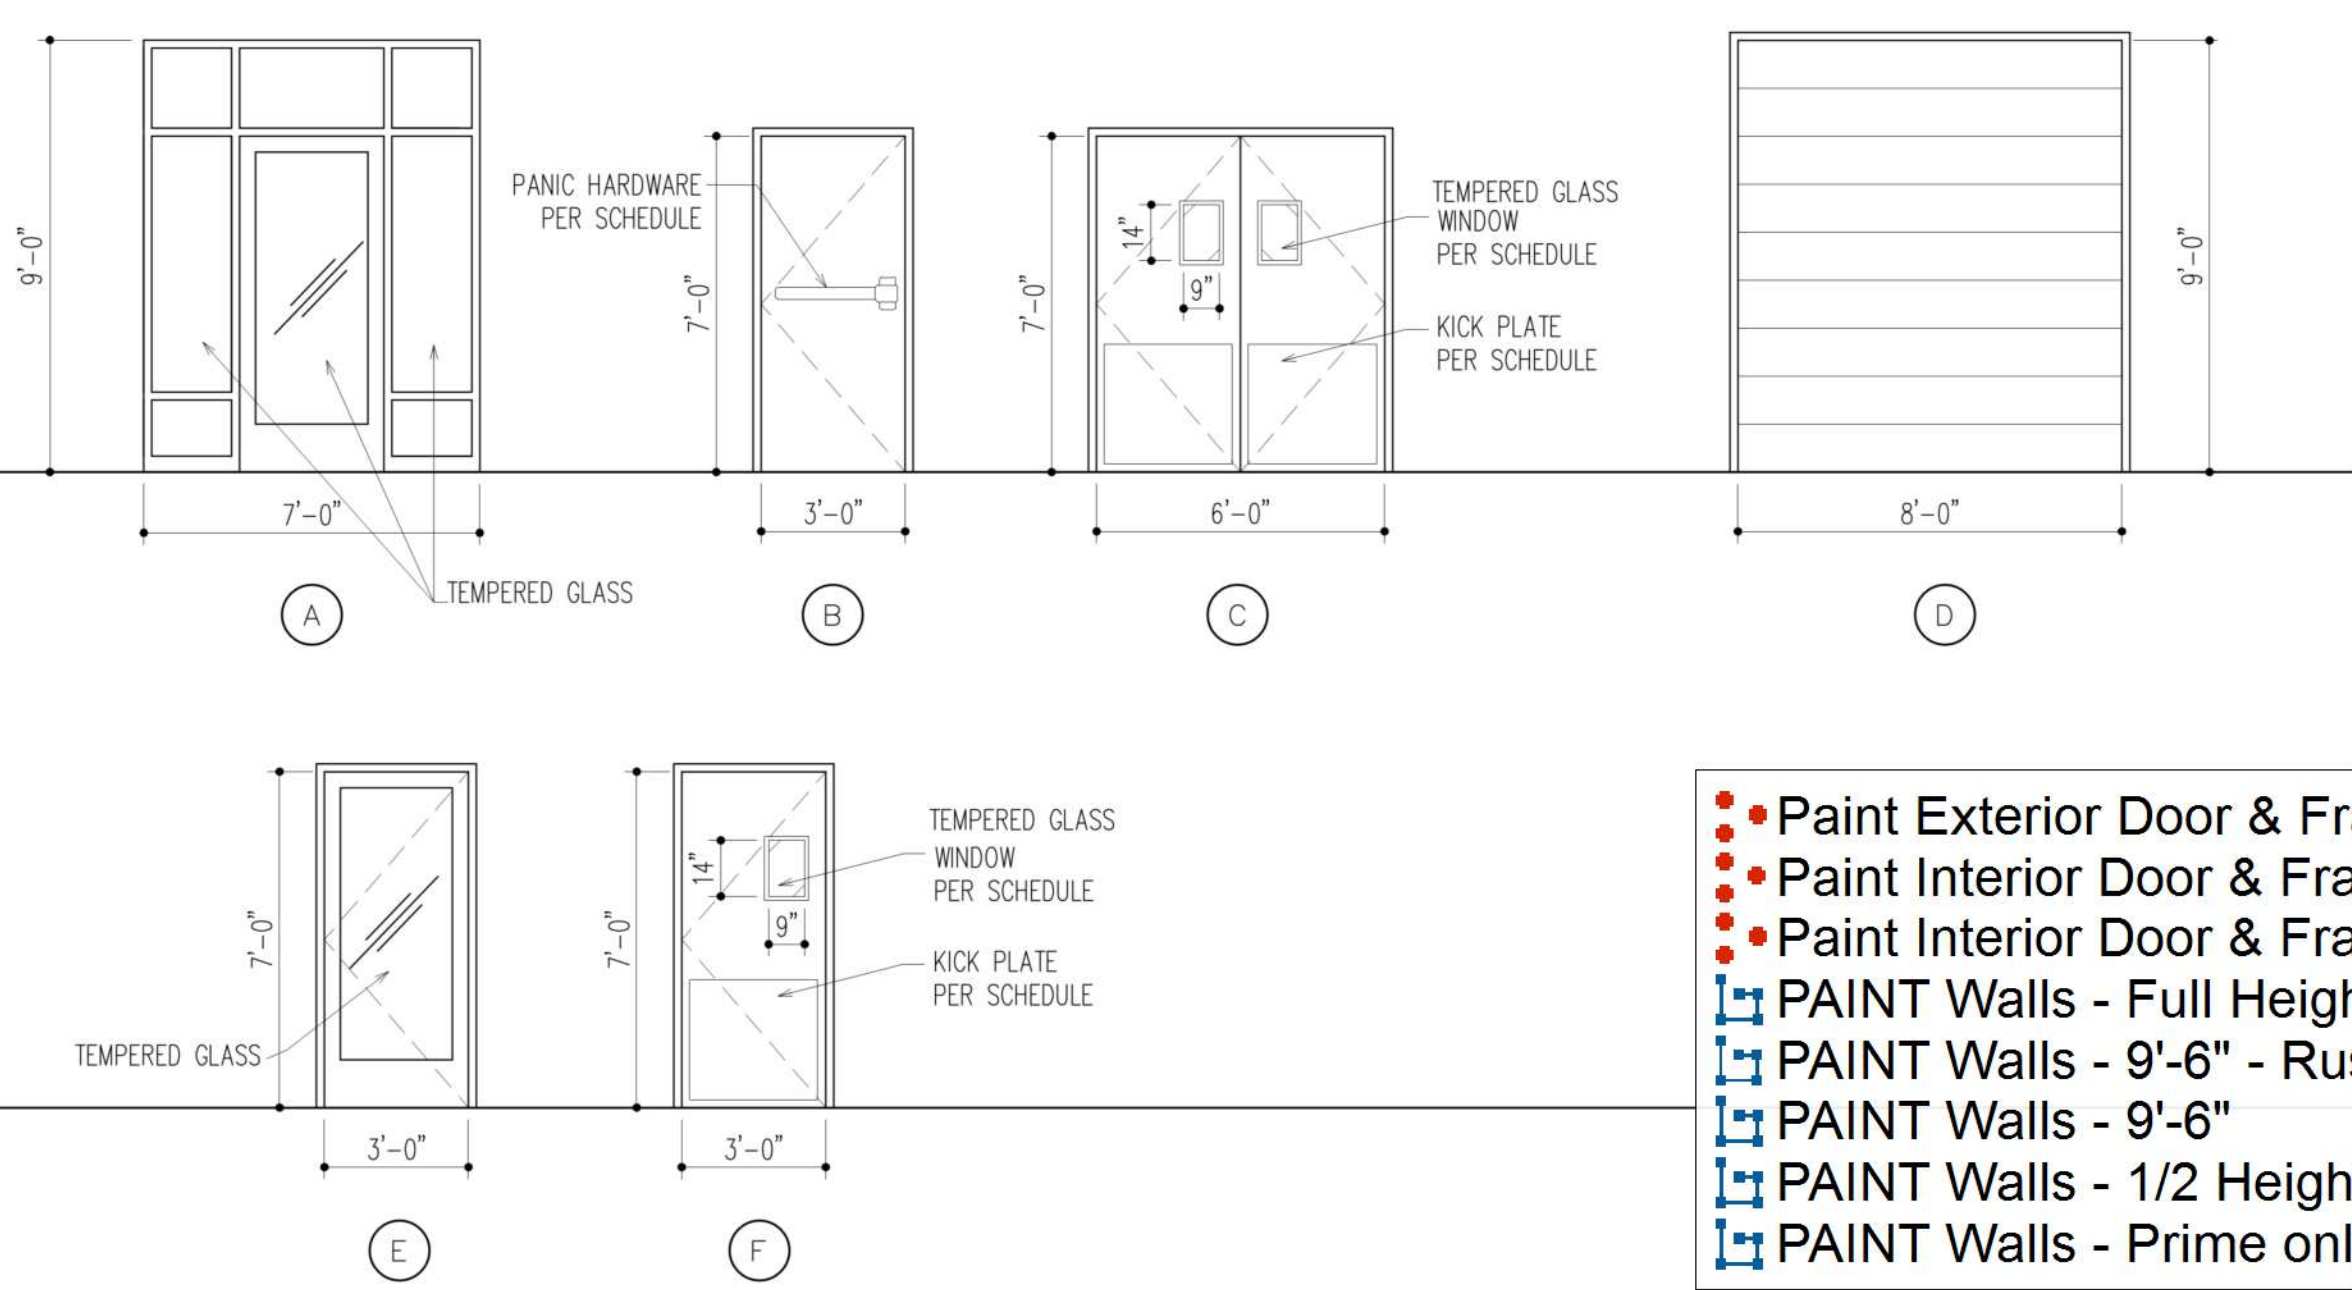 9'-0"
TEMPERED GLASS
7'-0"
A
PANIC HARDWARE
PER SCHEDULE
7'-0"
3'-0"
B
7'-0"
14"
9"
TEMPERED GLASS
WINDOW
PER SCHEDULE
KICK PLATE
PER SCHEDULE
6'-0"
C
9'-0"
8'-0"
D
7'-0"
TEMPERED GLASS
3'-0"
E
7'-0"
14"
9"
TEMPERED GLASS
WINDOW
PER SCHEDULE
KICK PLATE
PER SCHEDULE
3'-0"
F
Paint Exterior Door & Fr
Paint Interior Door & Fra
Paint Interior Door & Fra
PAINT Walls - Full Heigh
PAINT Walls - 9'-6" - Rus
PAINT Walls - 9'-6"
PAINT Walls - 1/2 Heigh
PAINT Walls - Prime onl